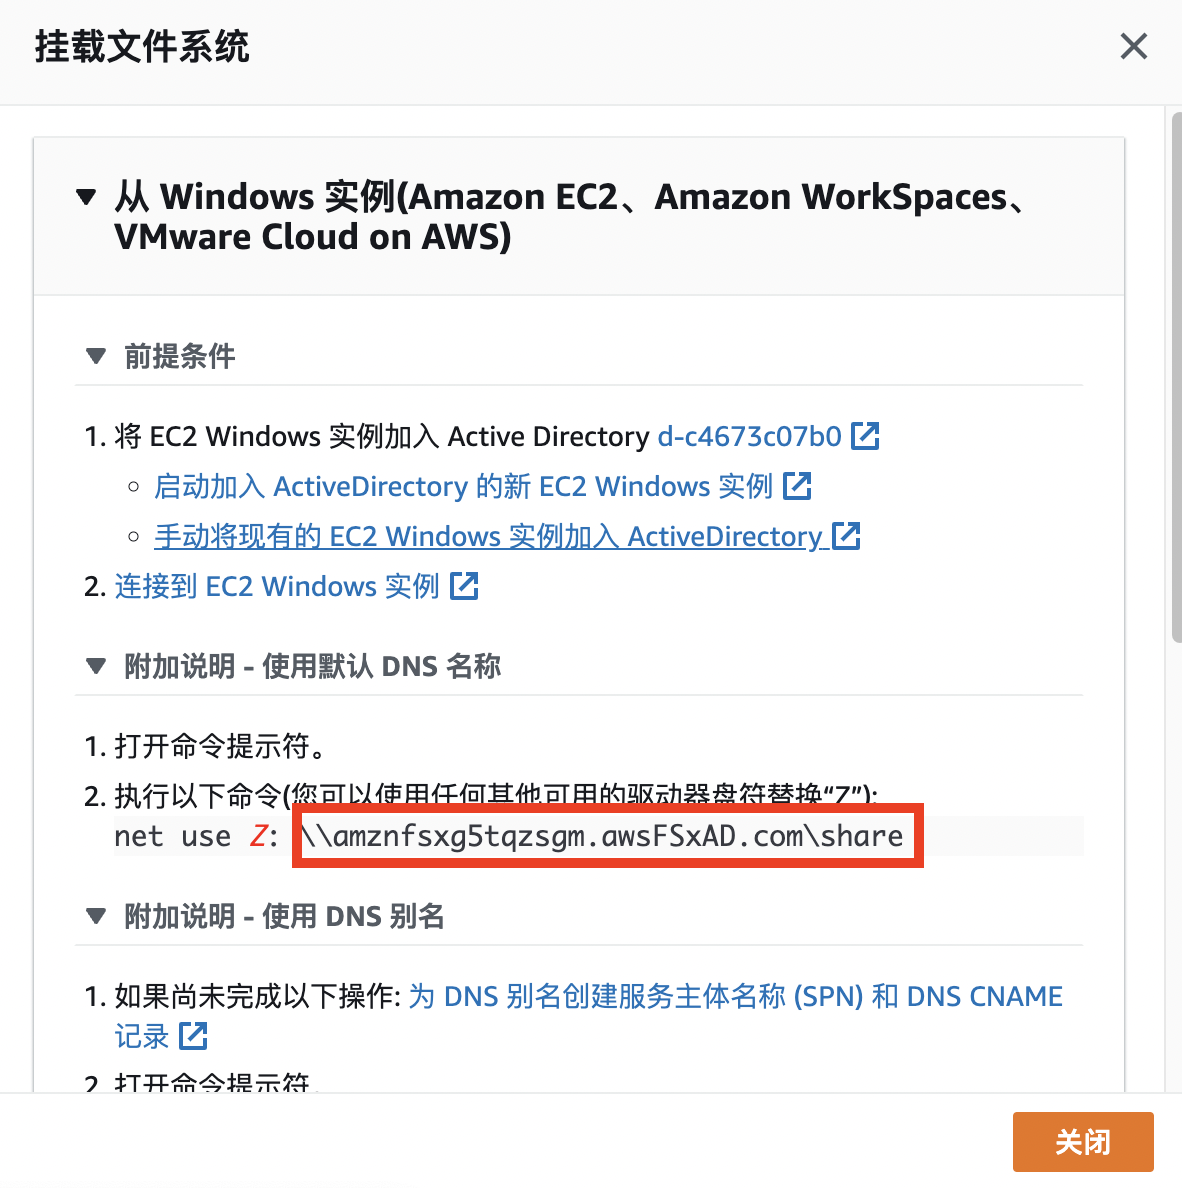 挂载文件系统
从 Windows 实例(Amazon EC2、Amazon WorkSpaces、
VMware Cloud on AWS)
前提条件
1. 将 EC2 Windows 实例加入 Active Directory d-c4673c07b0
启动加入 ActiveDirectory 的新 EC2 Windows 实例
手动将现有的 EC2 Windows 实例加入 ActiveDirectory
2. 连接到 EC2 Windows 实例
附加说明 - 使用默认 DNS 名称
1. 打开命令提示符。
2. 执行以下命令(您可以使用任何其他可用的驱动器盘符替换“Z”):
net use Z: \\amznfsxg5tqzsgm.awsFSxAD.com\share
附加说明 - 使用 DNS 别名
1. 如果尚未完成以下操作: 为 DNS 别名创建服务主体名称 (SPN) 和 DNS CNAME
记录
2. 打开命令提示符。
关闭